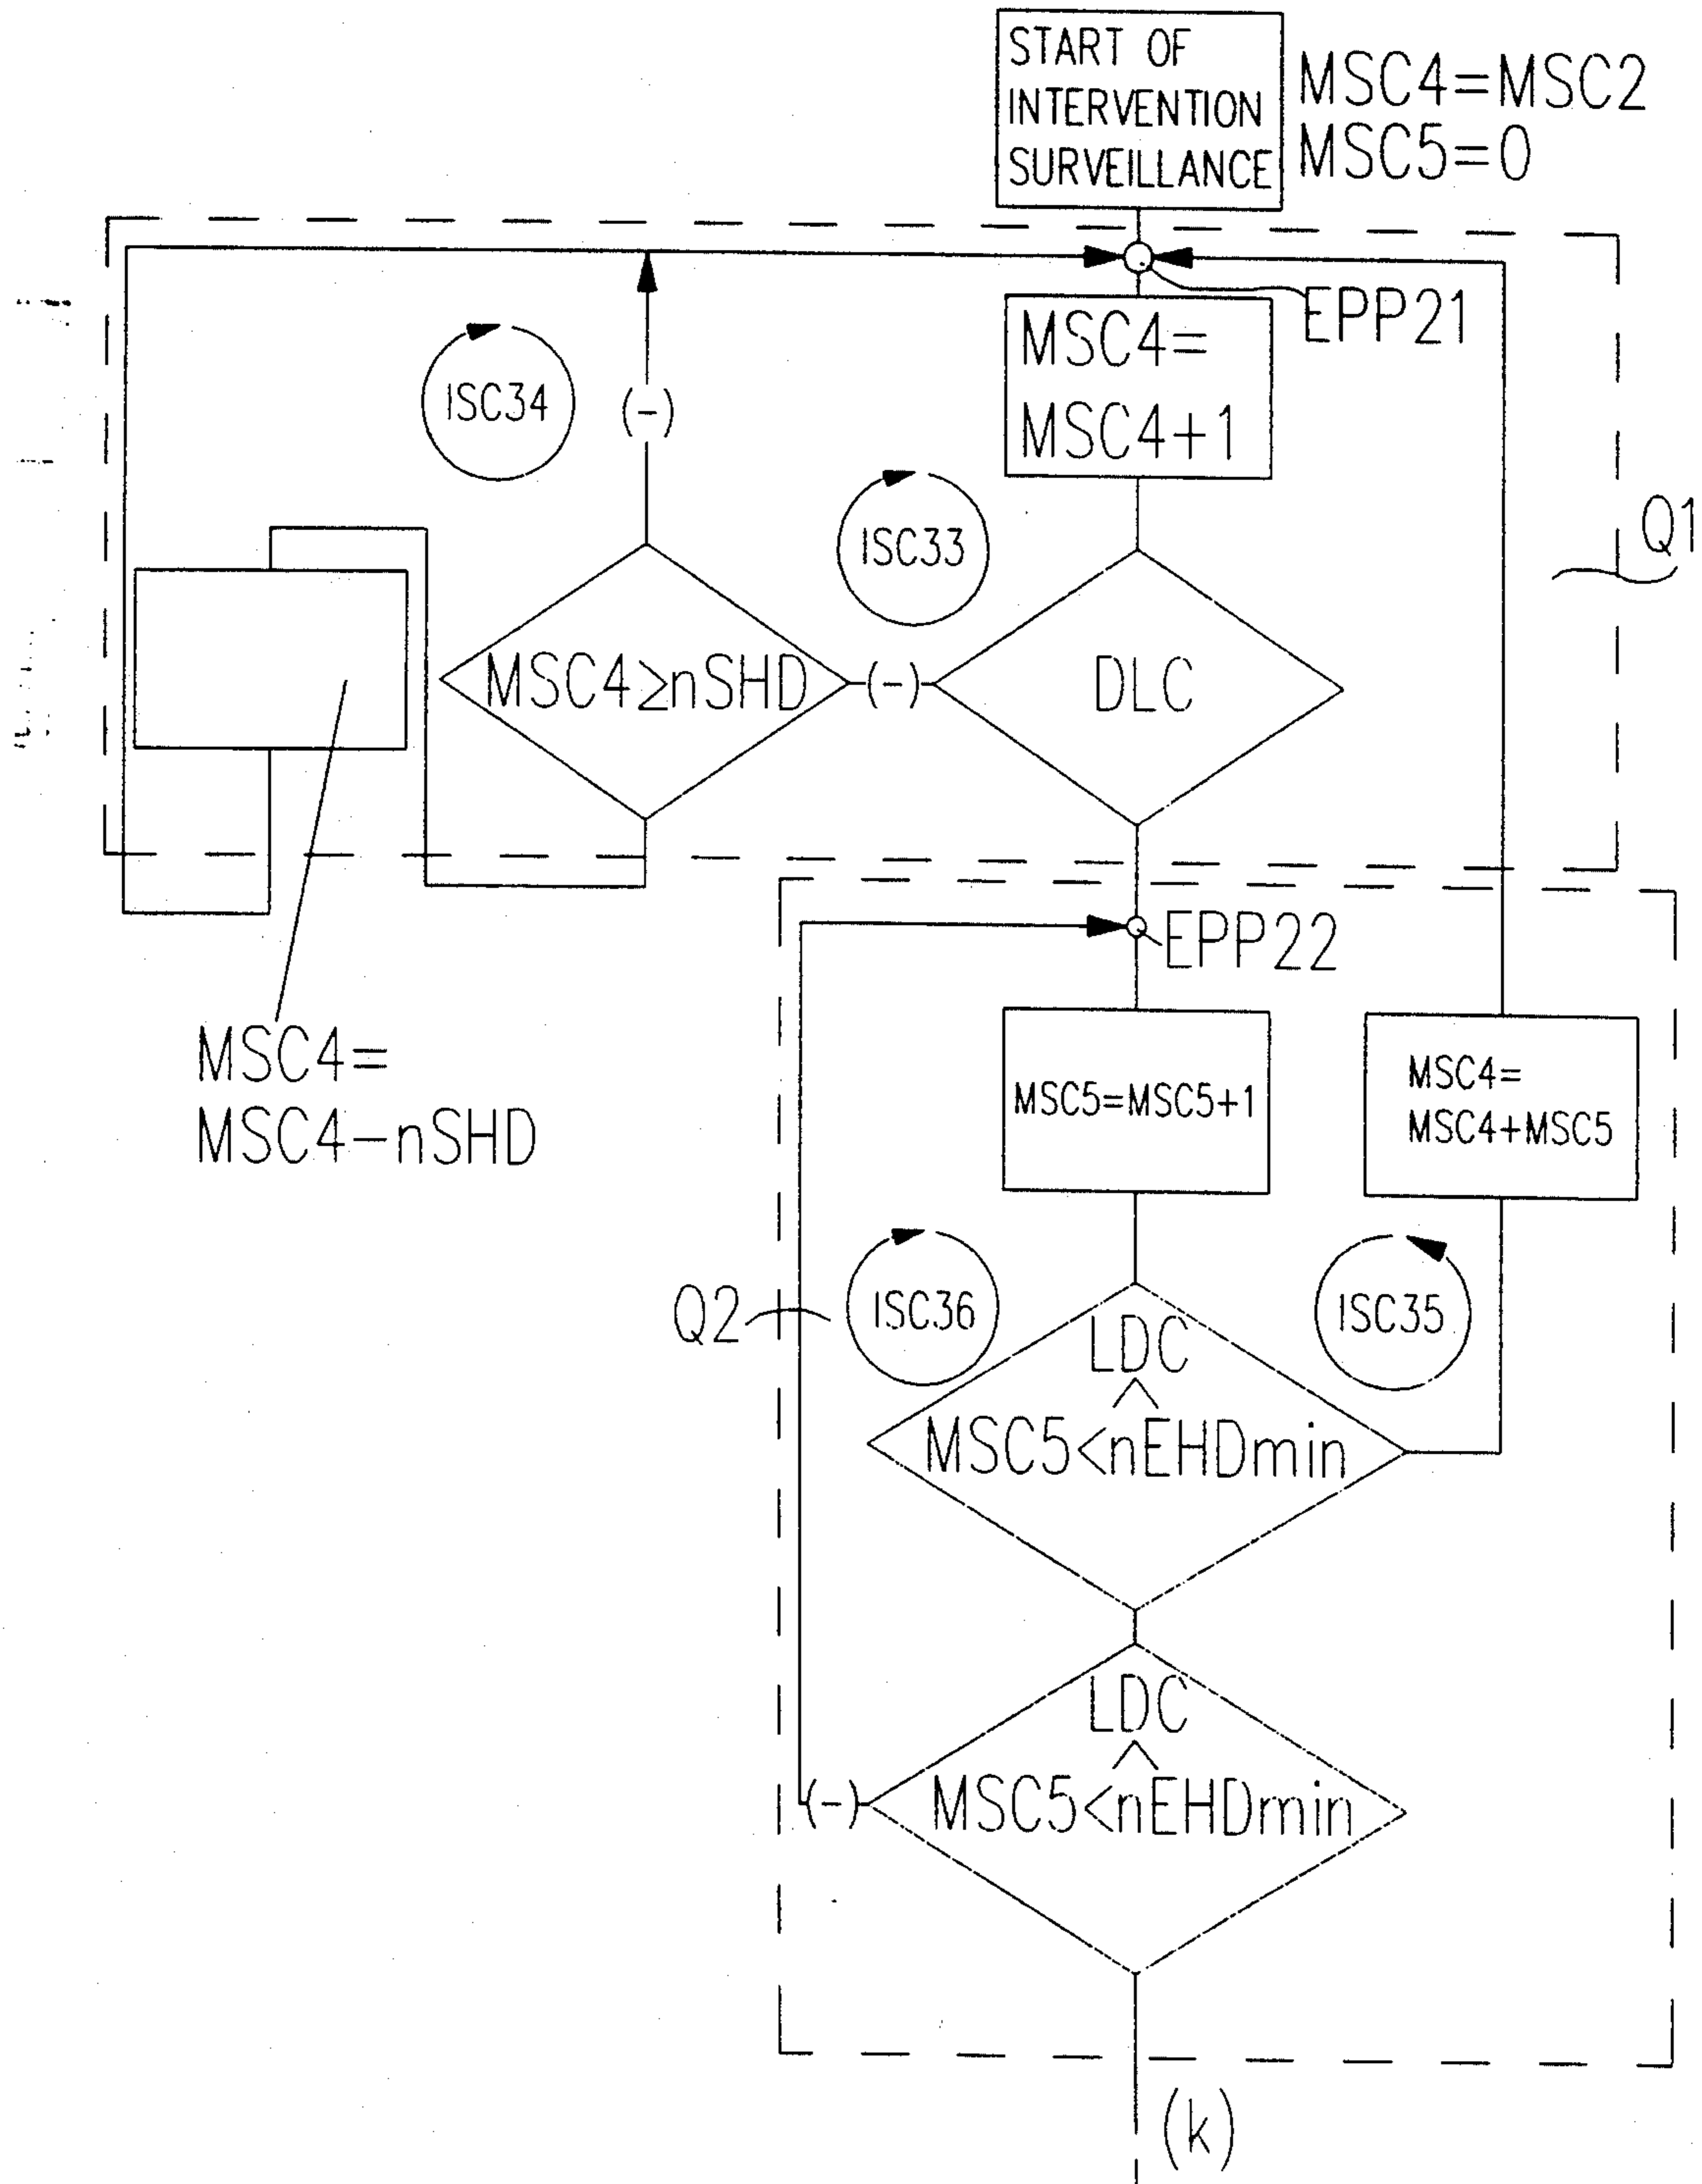 START OF
INTERVENTION
SURVEILLANCE
MSC4=MSC2
MSC5=0
EPP21
MSC4=
MSC4+1
ISC34
(-)
ISC33
Q1
MSC4≥nSHD
(-)
DLC
EPP22
MSC4=
MSC4-nSHD
MSC5=MSC5+1
MSC4=
MSC4+MSC5
Q2
ISC36
ISC35
LDC
^
MSC5<nEHDmin
LDC
^
(-)
MSC5<nEHDmin
(k)